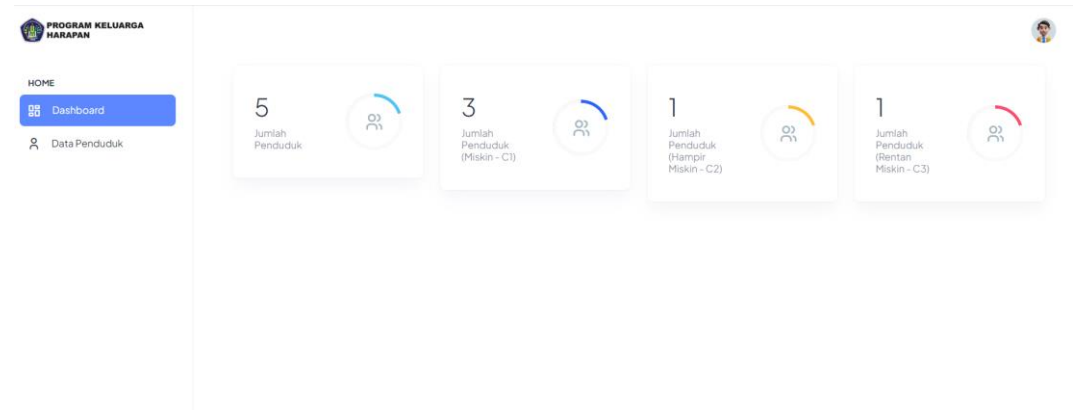 PROGRAM KELUARGA
HARAPAN
HOME
Dashboard
Data Penduduk
5
Jumlah
Penduduk
3
Jumlah
Penduduk
(Miskin - C1)
1
Jumlah
Penduduk
(Hampir
Miskin - C2)
1
Jumlah
Penduduk
(Rentan
Miskin - C3)